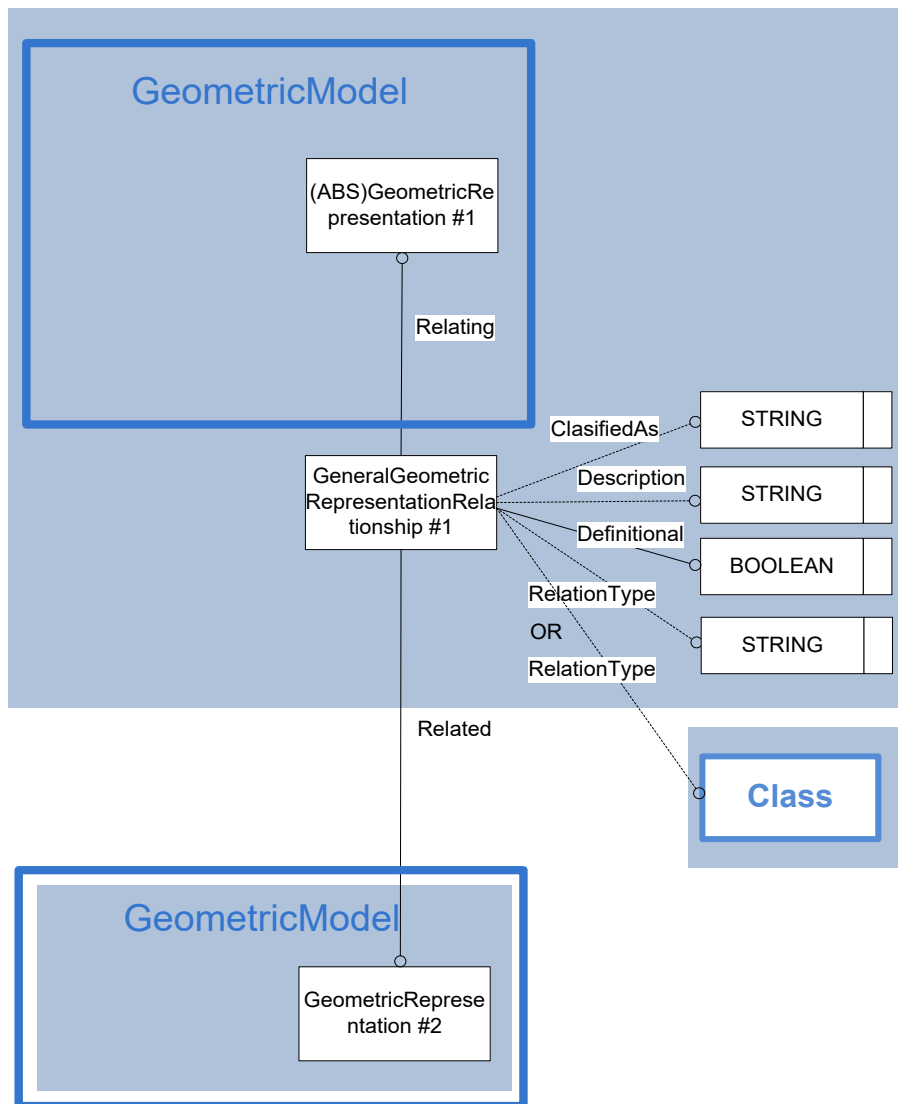 GeometricModel
(ABS)GeometricRe
presentation #1
Relating
ClasifiedAs
STRING
GeneralGeometric
RepresentationRela
tionship #1
Description
STRING
Definitional
BOOLEAN
RelationType
STRING
OR
RelationType
Related
Class
GeometricModel
GeometricReprese
ntation #2